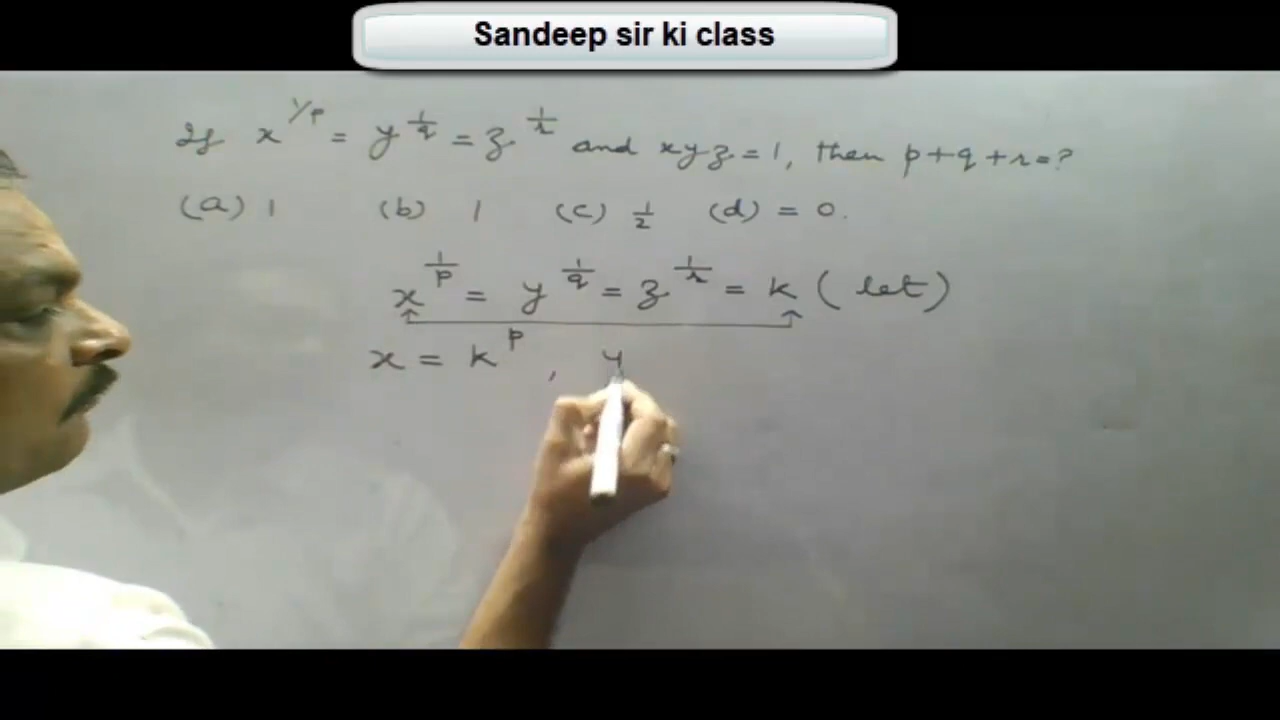 Sandeep sir ki class
If x^1/p = y^1/q = z^1/r and xyz = 1, then p+q+r=?
(a) 1 (b) 1 (c) 1/2 (d) = 0.
x^1/p = y^1/q = z^1/r = k (let)
x = k^p , y